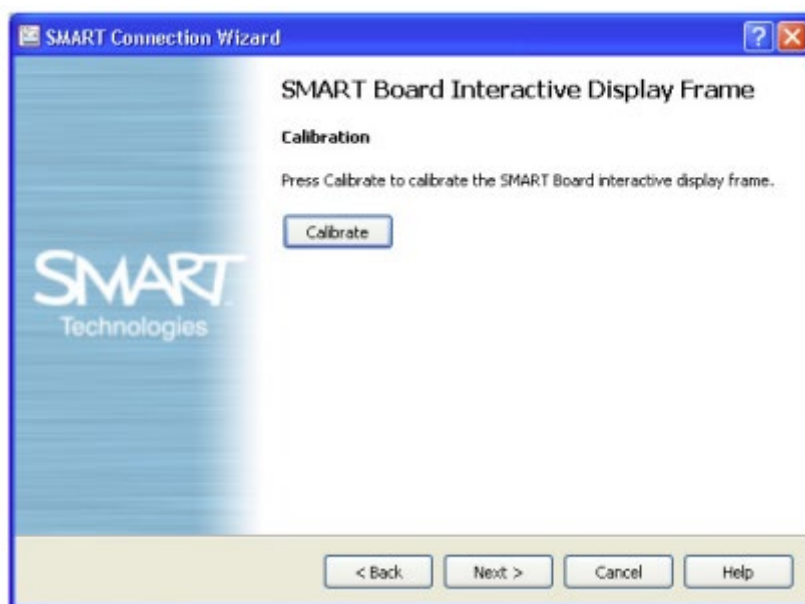 SMART Connection Wizard
SMART Board Interactive Display Frame
Calibration
Press Calibrate to calibrate the SMART Board interactive display frame.
Calibrate
SMART
Technologies
< Back
Next >
Cancel
Help